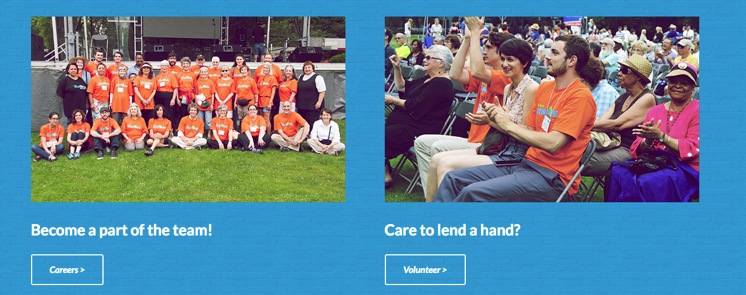 Become a part of the team!
Care to lend a hand?
Careers >
Volunteer >